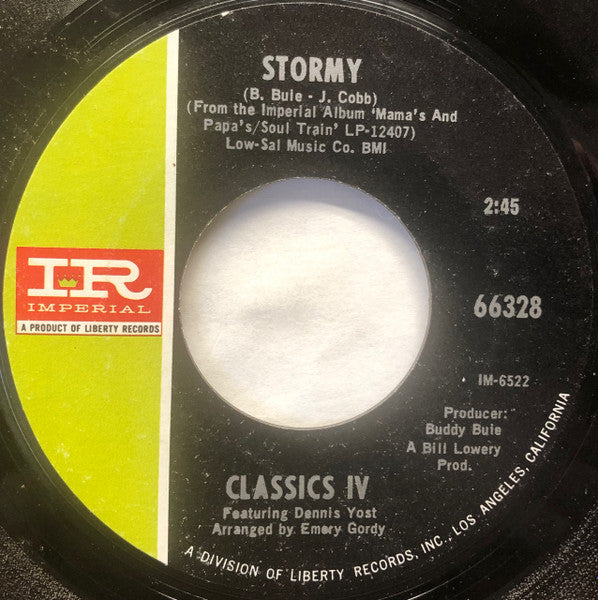 STORMY
(B. Buie - J. Cobb)
(From the Imperial Album 'Mama's And
Papa's/Soul Train' LP-12407)
Low-Sal Music Co. BMI
2:45
IR
IMPERIAL
A PRODUCT OF LIBERTY RECORDS
66328
IM-6522
Producer:
Buddy Buie
A Bill Lowery
Prod.
CLASSICS IV
Featuring Dennis Yost
Arranged by Emery Gordy
A DIVISION OF LIBERTY RECORDS, INC., LOS ANGELES, CALIFORNIA